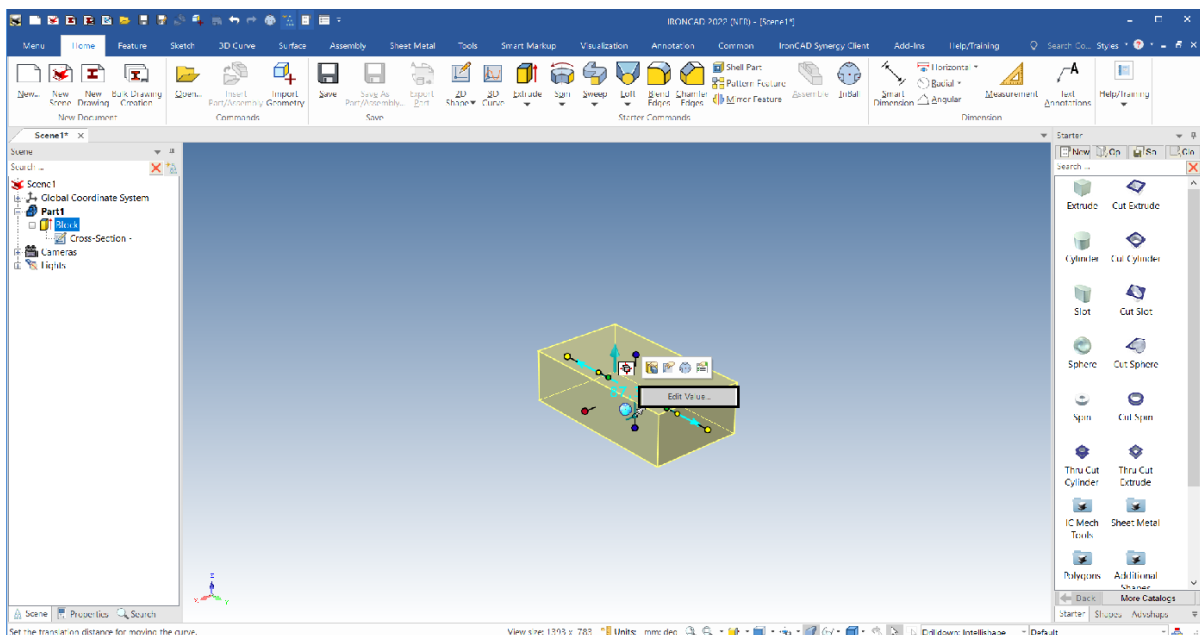 IRONCAD 2022 (NFR) - [Scene1*]
Menu Home Feature Sketch 3D Curve Surface Assembly Sheet Metal Tools Smart Markup Visualization Annotation Common IronCAD Synergy Client Add-Ins Help/Training Search Co... Styles
New... New Scene New Drawing Bulk Drawing Creation
New Document
Open... Insert Part/Assembly Import Geometry
Commands
Save Save As Part/Assembly... Export Part
Save
2D Shape 3D Curve Extrude Spin Sweep Loft Blend Edges Chamfer Edges Shell Part
Pattern Feature
Mirror Feature
Assemble TriBall
Starter Commands
Smart Dimension Horizontal
Radial
Angular
Measurement
Dimension
Text Annotations
Help/Training
Scene1*
Scene
Search ...
Scene1
Global Coordinate System
Part1
Block
Cross-Section -
Cameras
Lights
Edit Value...
Z
X
Y
Starter
New Op Sa Clo
Search ...
Extrude Cut Extrude
Cylinder Cut Cylinder
Slot Cut Slot
Sphere Cut Sphere
Spin Cut Spin
Thru Cut Cylinder Thru Cut Extrude
IC Mech Tools Sheet Metal
Polygons Additional Shapes
Back More Catalogs
Starter Shapes Advshaps
Scene Properties Search
Set the translation distance for moving the curve.
View size: 1393 x 783 Units: mm; deg Drill down: Intellishape Default